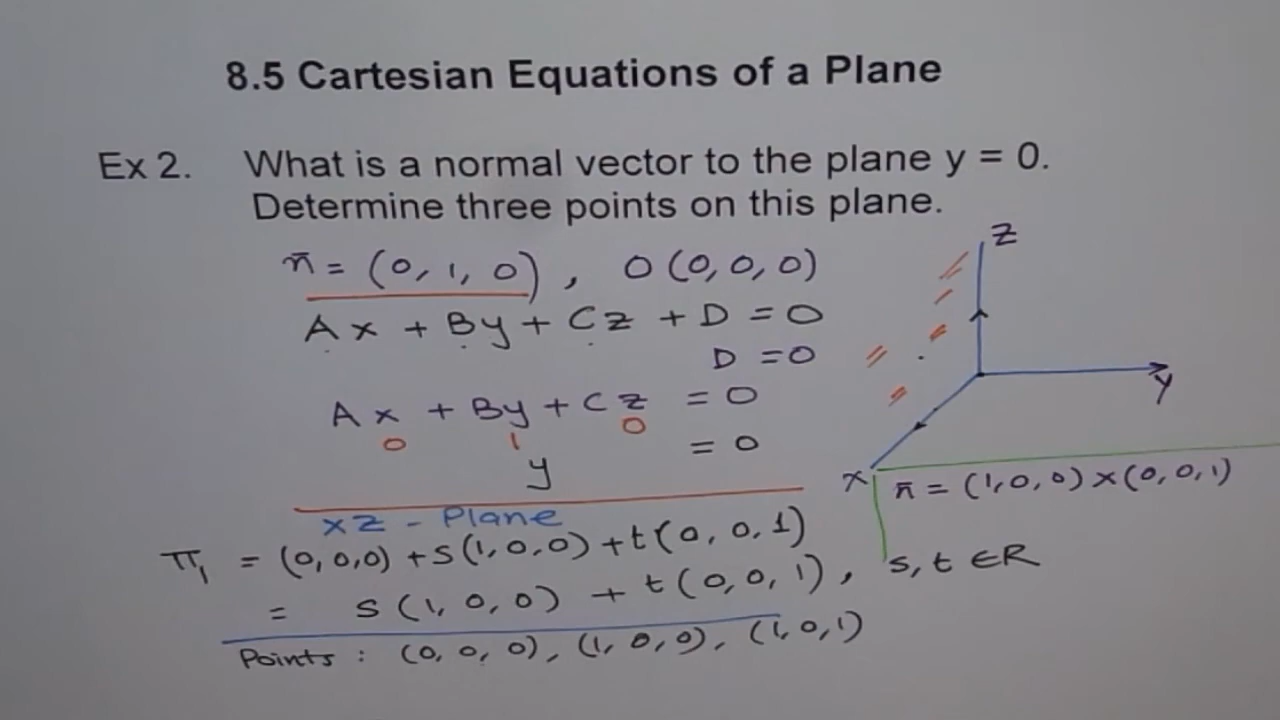 8.5 Cartesian Equations of a Plane
Ex 2. What is a normal vector to the plane y = 0.
Determine three points on this plane.
n̄ = (0, 1, 0), O(0, 0, 0)
Ax + By + Cz + D = 0
D = 0
Ax + By + Cz = 0
0 1 0
y = 0
xz - Plane
Z
Y
X
n̄ = (1, 0, 0) × (0, 0, 1)
π₁ = (0,0,0) + s(1,0,0) + t(0, 0, 1)
= s(1, 0, 0) + t(0, 0, 1), s, t ∈ R
Points : (0, 0, 0), (1, 0, 0), (1, 0, 1)